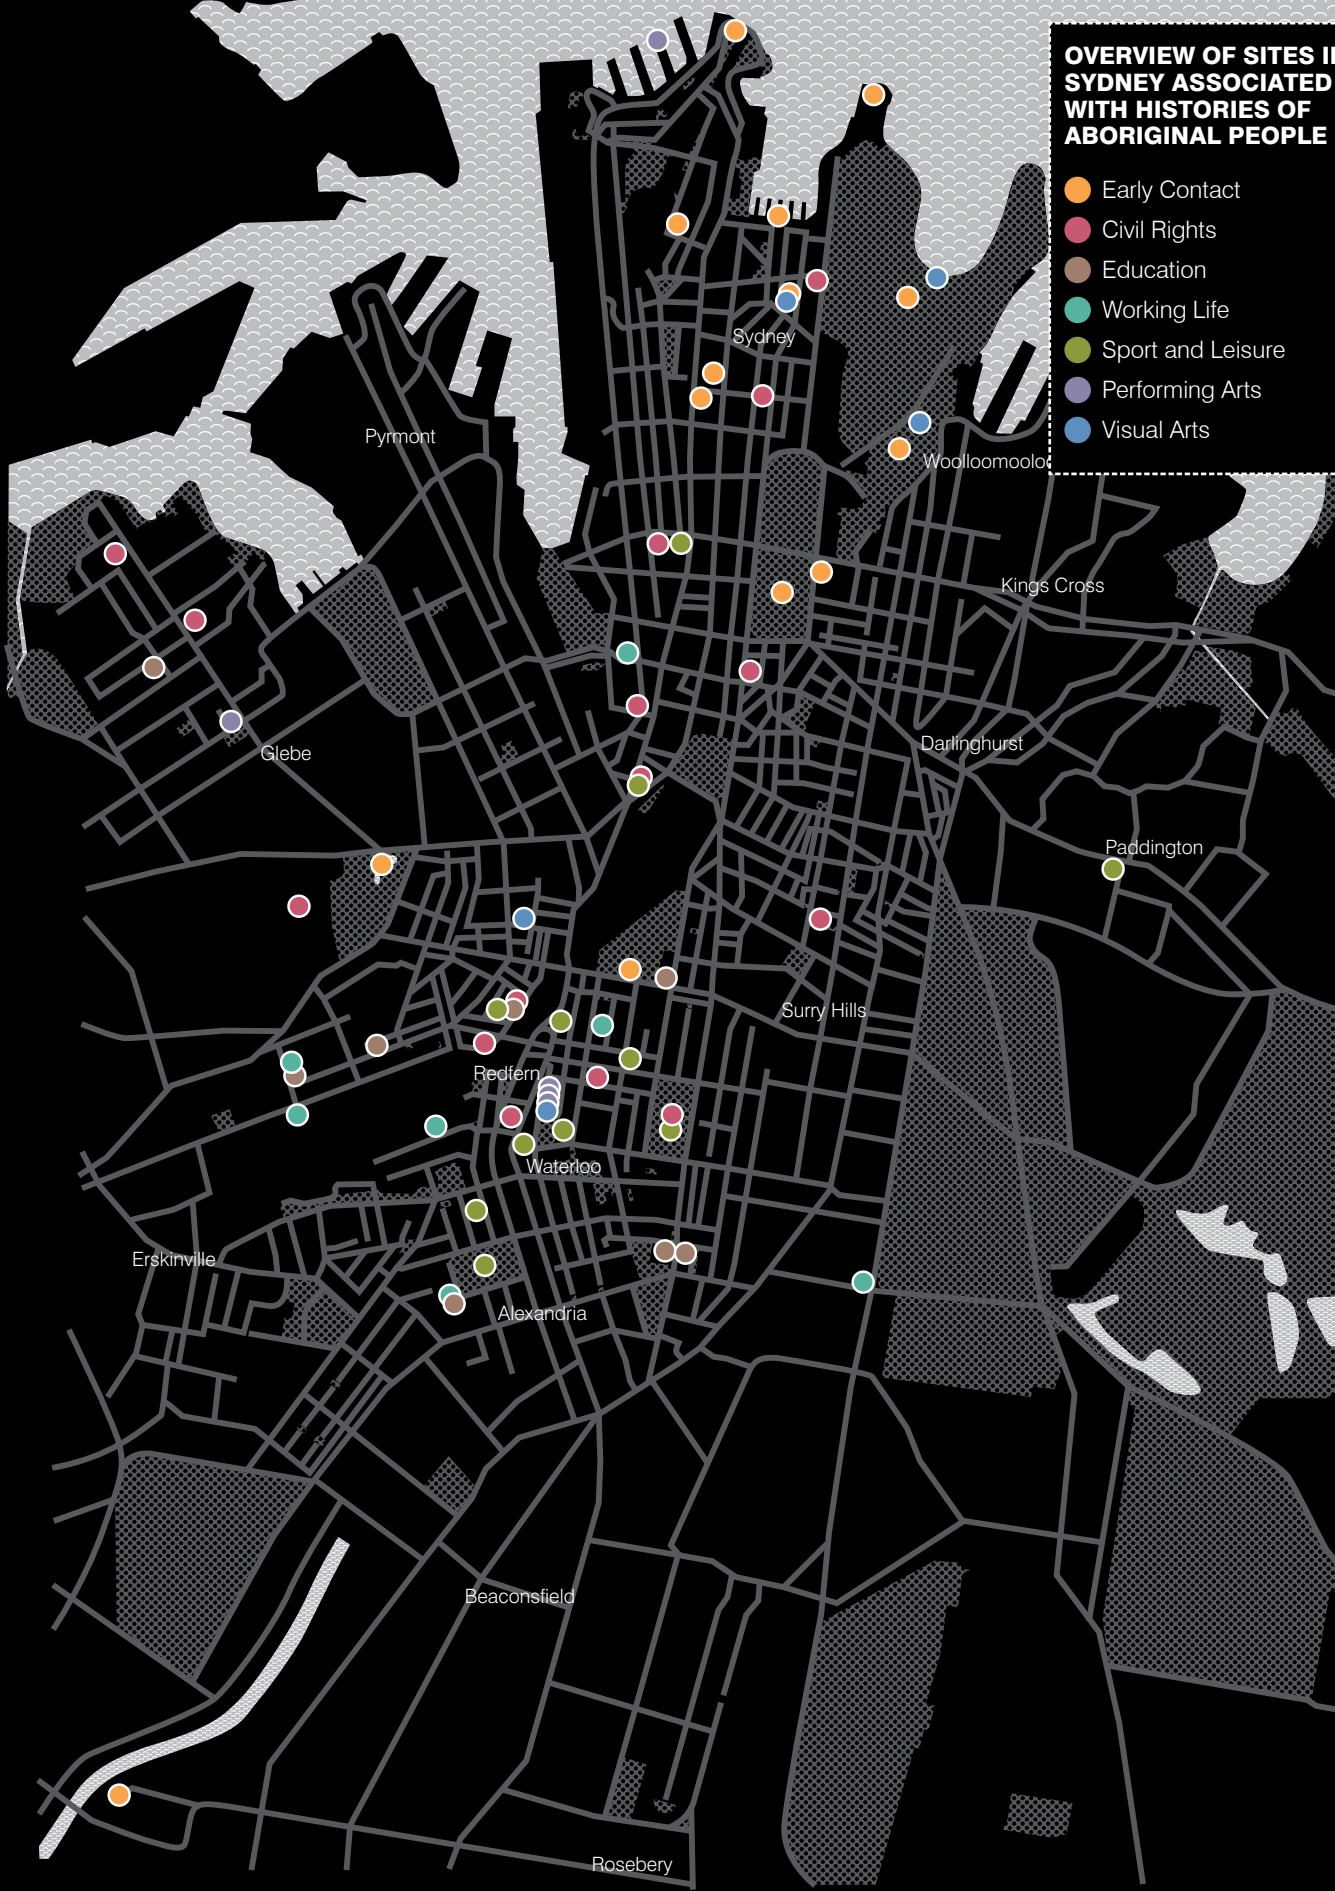 OVERVIEW OF SITES I
SYDNEY ASSOCIATED
WITH HISTORIES OF
ABORIGINAL PEOPLE
Early Contact
Civil Rights
Education
Working Life
Sport and Leisure
Performing Arts
Visual Arts
Sydney
Pyrmont
Woolloomooloo
Kings Cross
Glebe
Darlinghurst
Paddington
Surry Hills
Redfern
Waterloo
Erskinville
Alexandria
Beaconsfield
Rosebery